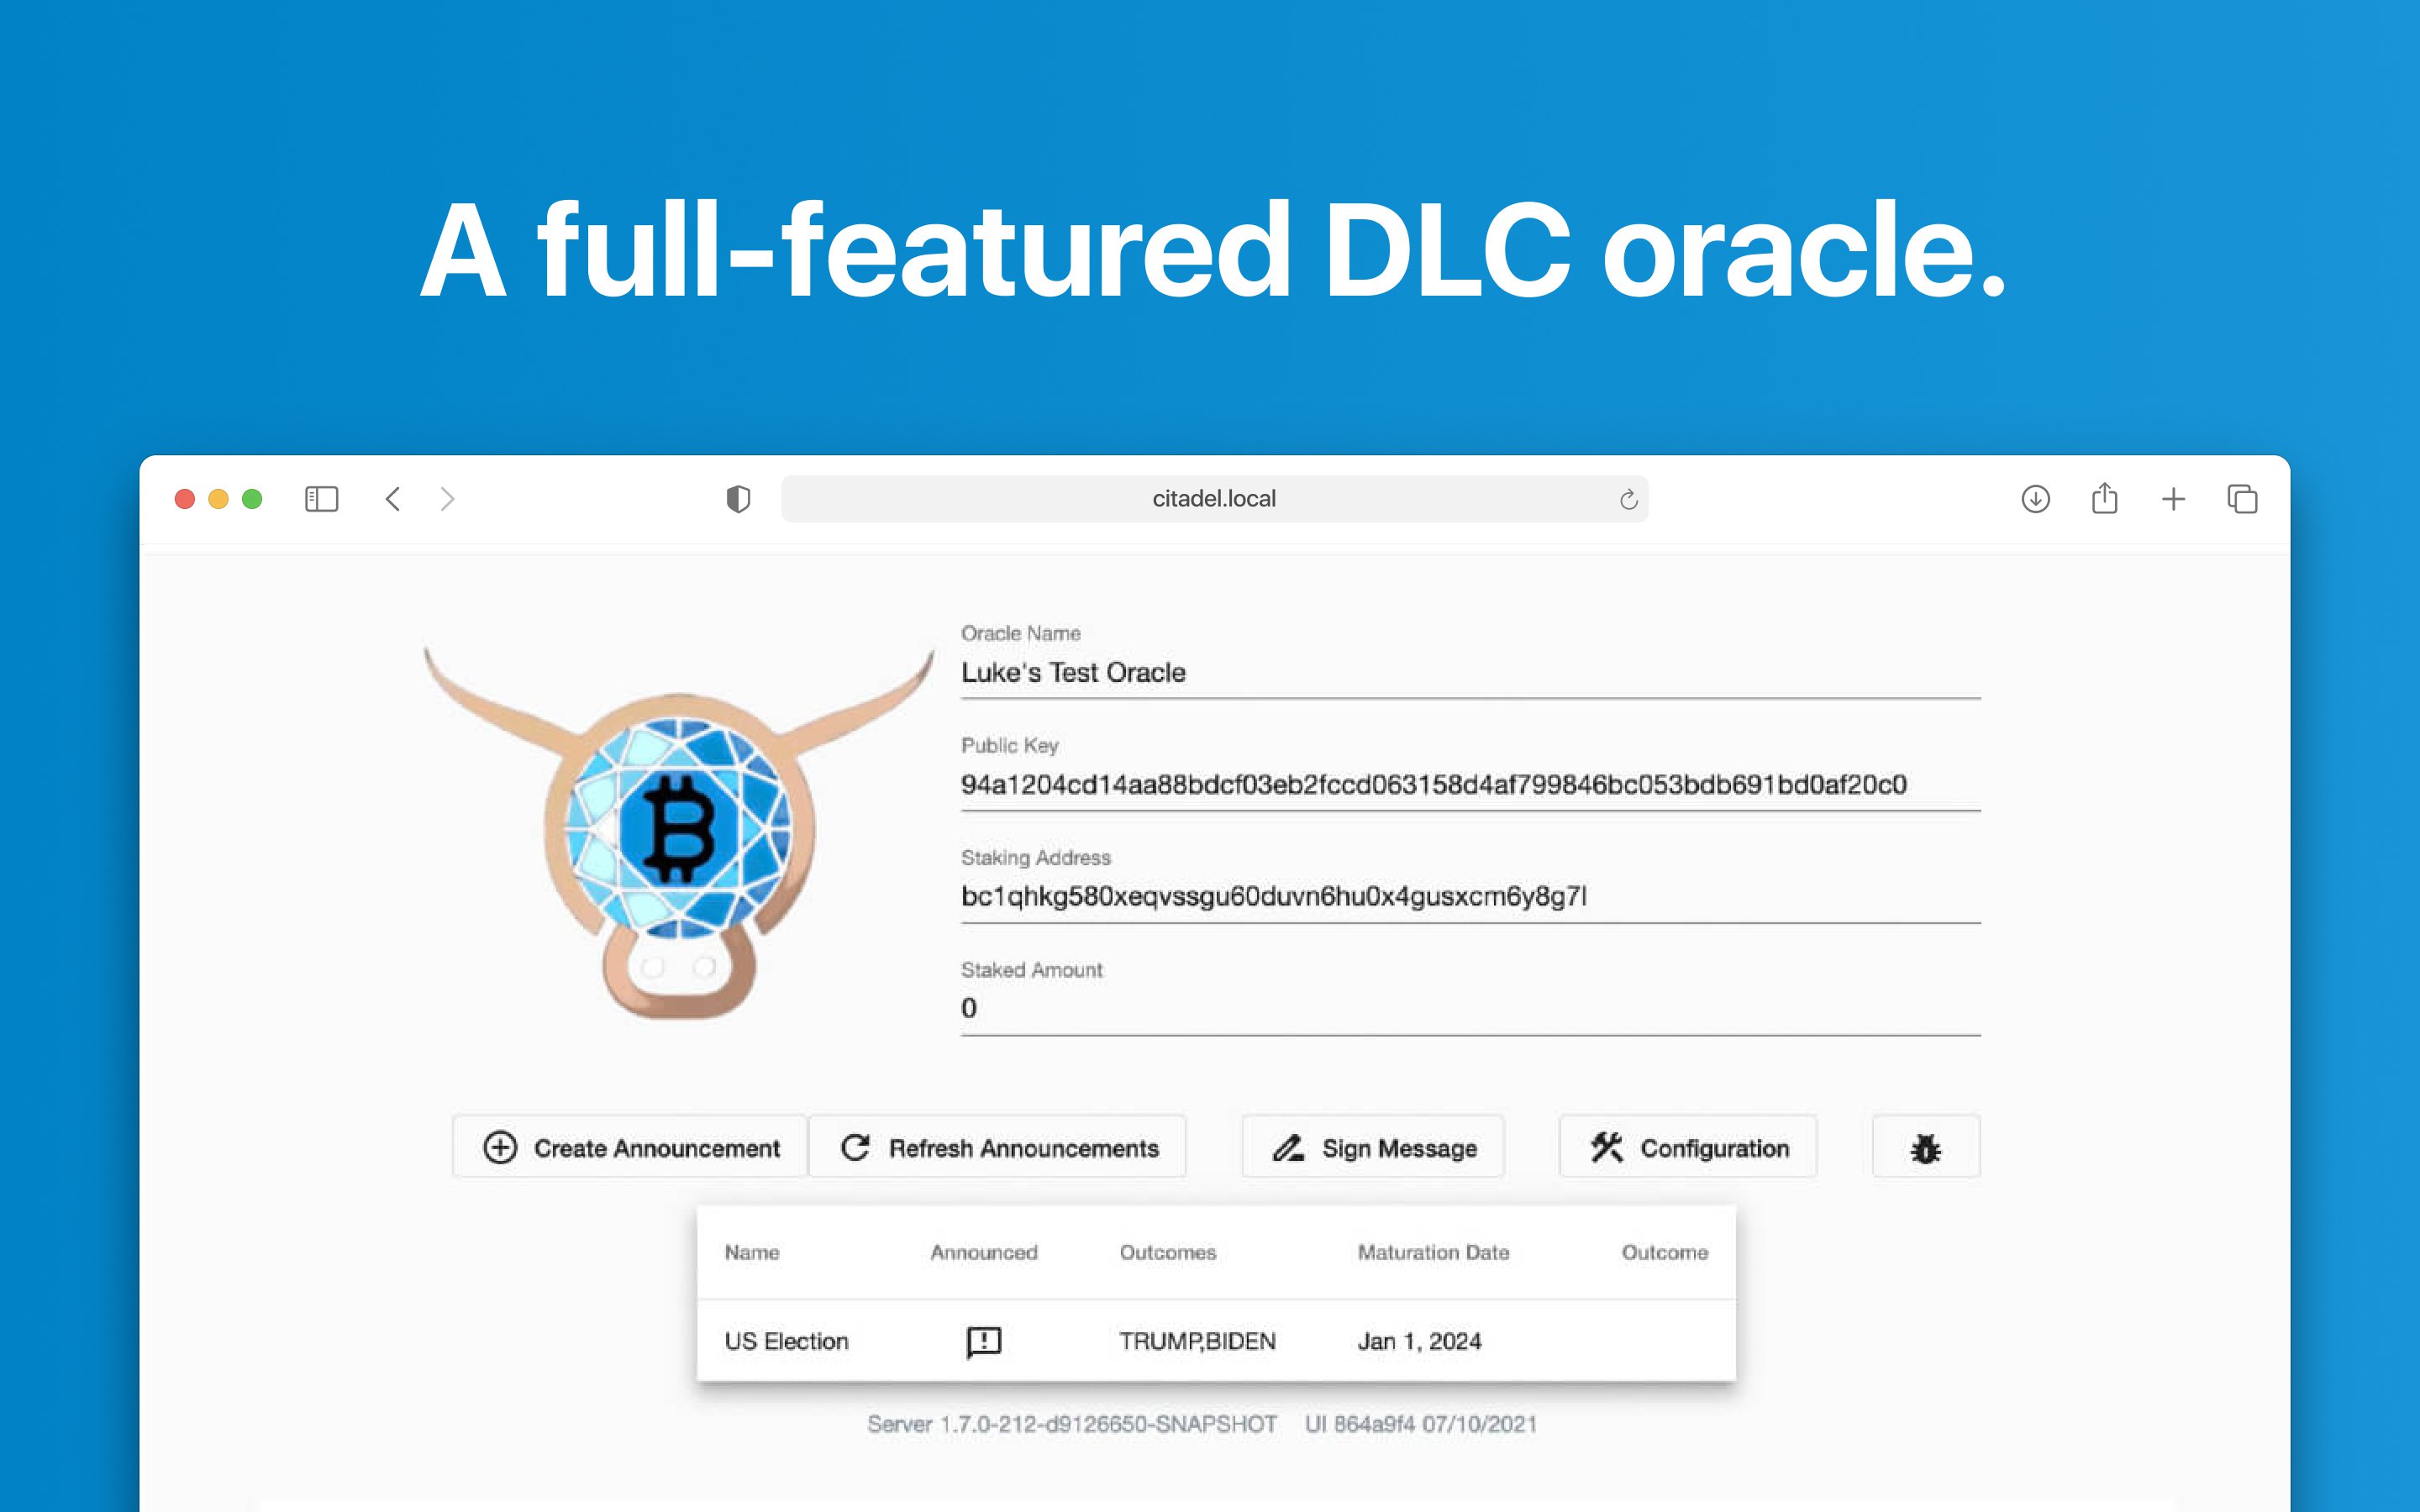 A full-featured DLC oracle.
citadel.local
Oracle Name
Luke's Test Oracle
Public Key
94a1204cd14aa88bdcf03eb2fccd063158d4af799846bc053bdb691bd0af20c0
Staking Address
bc1qhkg580xeqvssgu60duvn6hu0x4gusxcm6y8g7l
Staked Amount
0
Create Announcement Refresh Announcements Sign Message Configuration
Name Announced Outcomes Maturation Date Outcome
US Election TRUMP,BIDEN Jan 1, 2024
Server 1.7.0-212-d9126650-SNAPSHOT UI 864a9f4 07/10/2021